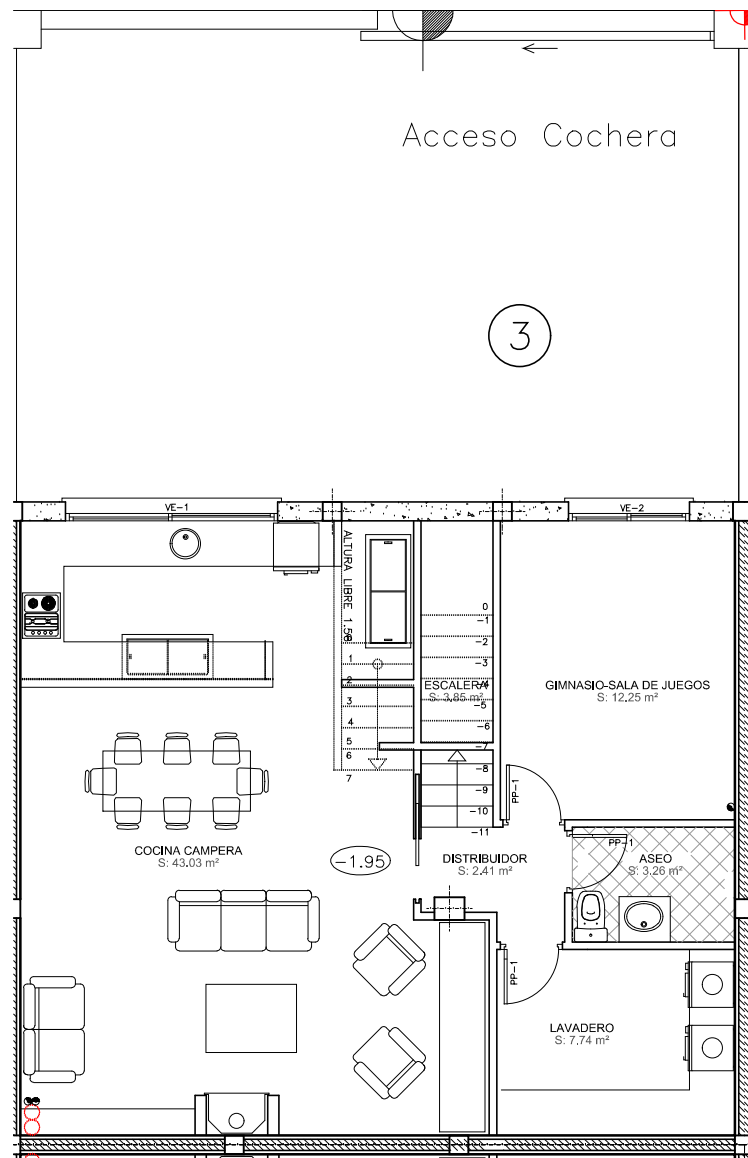 Acceso Cochera
3
VE-1
VE-2
ALTURA LIBRE 1.50
0
-1
-2
-3
-4
-5
-6
-7
-8
-9
-10
-11
1
2
3
4
5
6
7
ESCALERA
S: 3.85 m²
GIMNASIO-SALA DE JUEGOS
S: 12.25 m²
PP-1
COCINA CAMPERA
S: 43.03 m²
-1.95
DISTRIBUIDOR
S: 2.41 m²
PP-1
ASEO
S: 3.26 m²
PP-1
LAVADERO
S: 7.74 m²